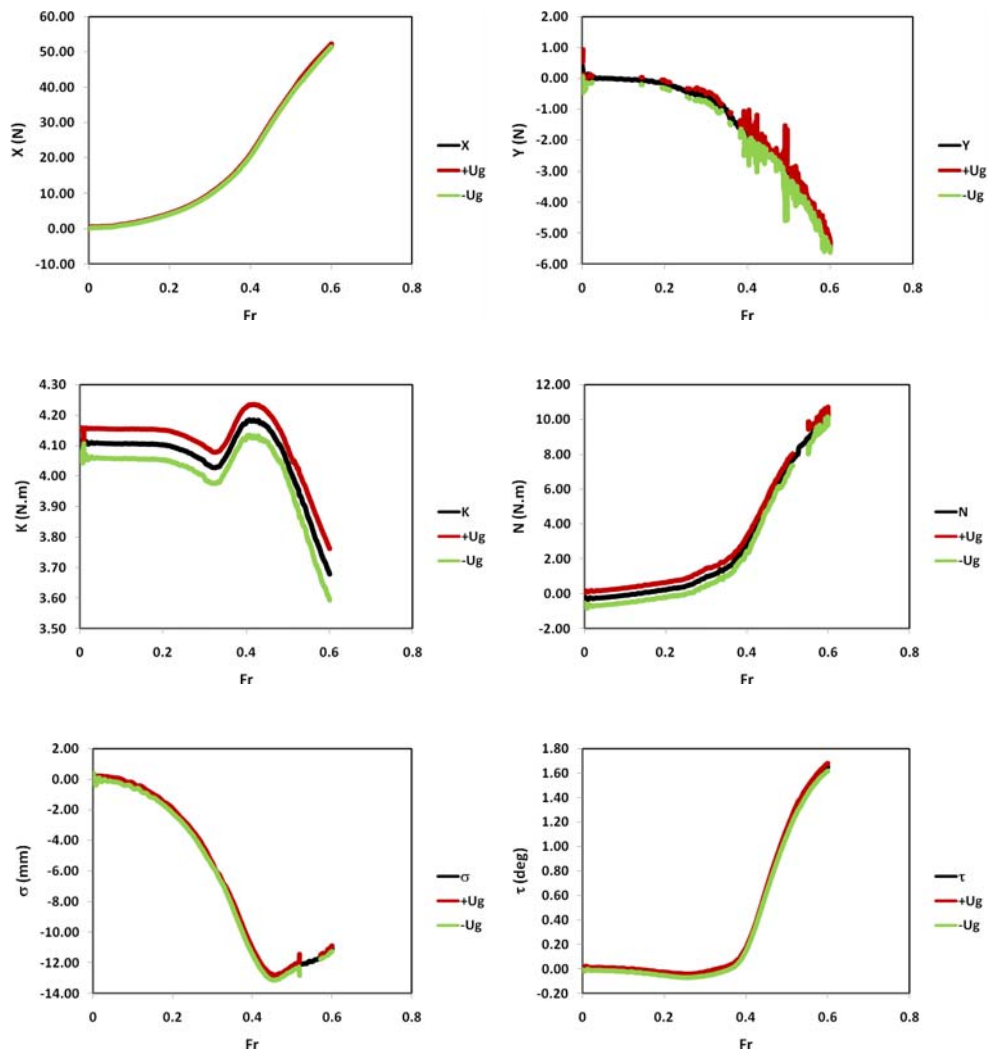 60.00
50.00
40.00
30.00
20.00
10.00
0.00
-10.00
X (N)
0 0.2 0.4 0.6 0.8
Fr
X
+Ug
-Ug
2.00
1.00
0.00
-1.00
-2.00
-3.00
-4.00
-5.00
-6.00
Y (N)
0 0.2 0.4 0.6 0.8
Fr
Y
+Ug
-Ug
4.30
4.20
4.10
4.00
3.90
3.80
3.70
3.60
3.50
K (N.m)
0 0.2 0.4 0.6 0.8
Fr
K
+Ug
-Ug
12.00
10.00
8.00
6.00
4.00
2.00
0.00
-2.00
N (N.m)
0 0.2 0.4 0.6 0.8
Fr
N
+Ug
-Ug
2.00
0.00
-2.00
-4.00
-6.00
-8.00
-10.00
-12.00
-14.00
σ (mm)
0 0.2 0.4 0.6 0.8
Fr
σ
+Ug
-Ug
1.80
1.60
1.40
1.20
1.00
0.80
0.60
0.40
0.20
0.00
-0.20
τ (deg)
0 0.2 0.4 0.6 0.8
Fr
τ
+Ug
-Ug